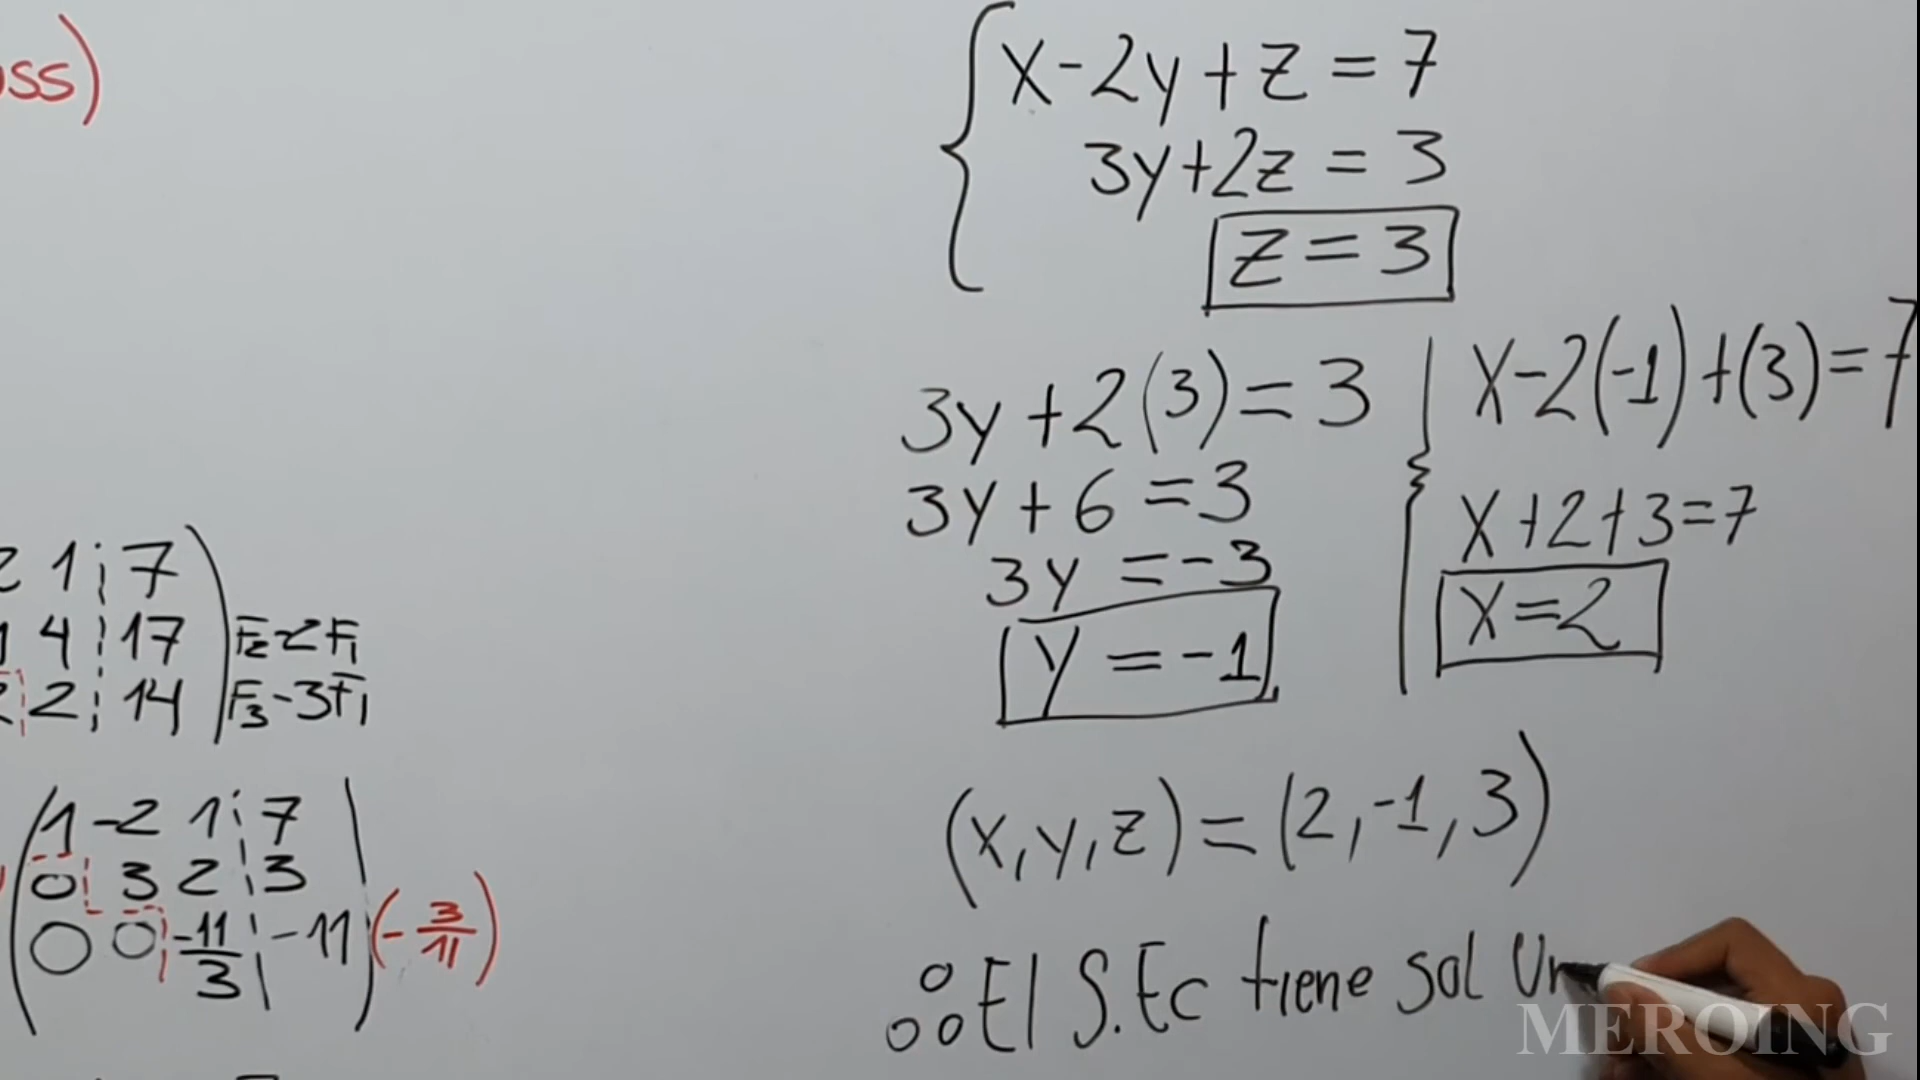 oss)
x-2y+z=7
3y+2z=3
z=3
3y+2(3)=3
3y+6=3
3y=-3
y=-1
x-2(-1)+(3)=7
x+2+3=7
x=2
(x,y,z)=(2,-1,3)
El S.Ec tiene sol Un
2 1 7
4 17 F2-2F1
2 2 14 F3-3F1
1 -2 1 7
0 3 2 3
0 0 -11/3 -11 (-3/11)
MEROING